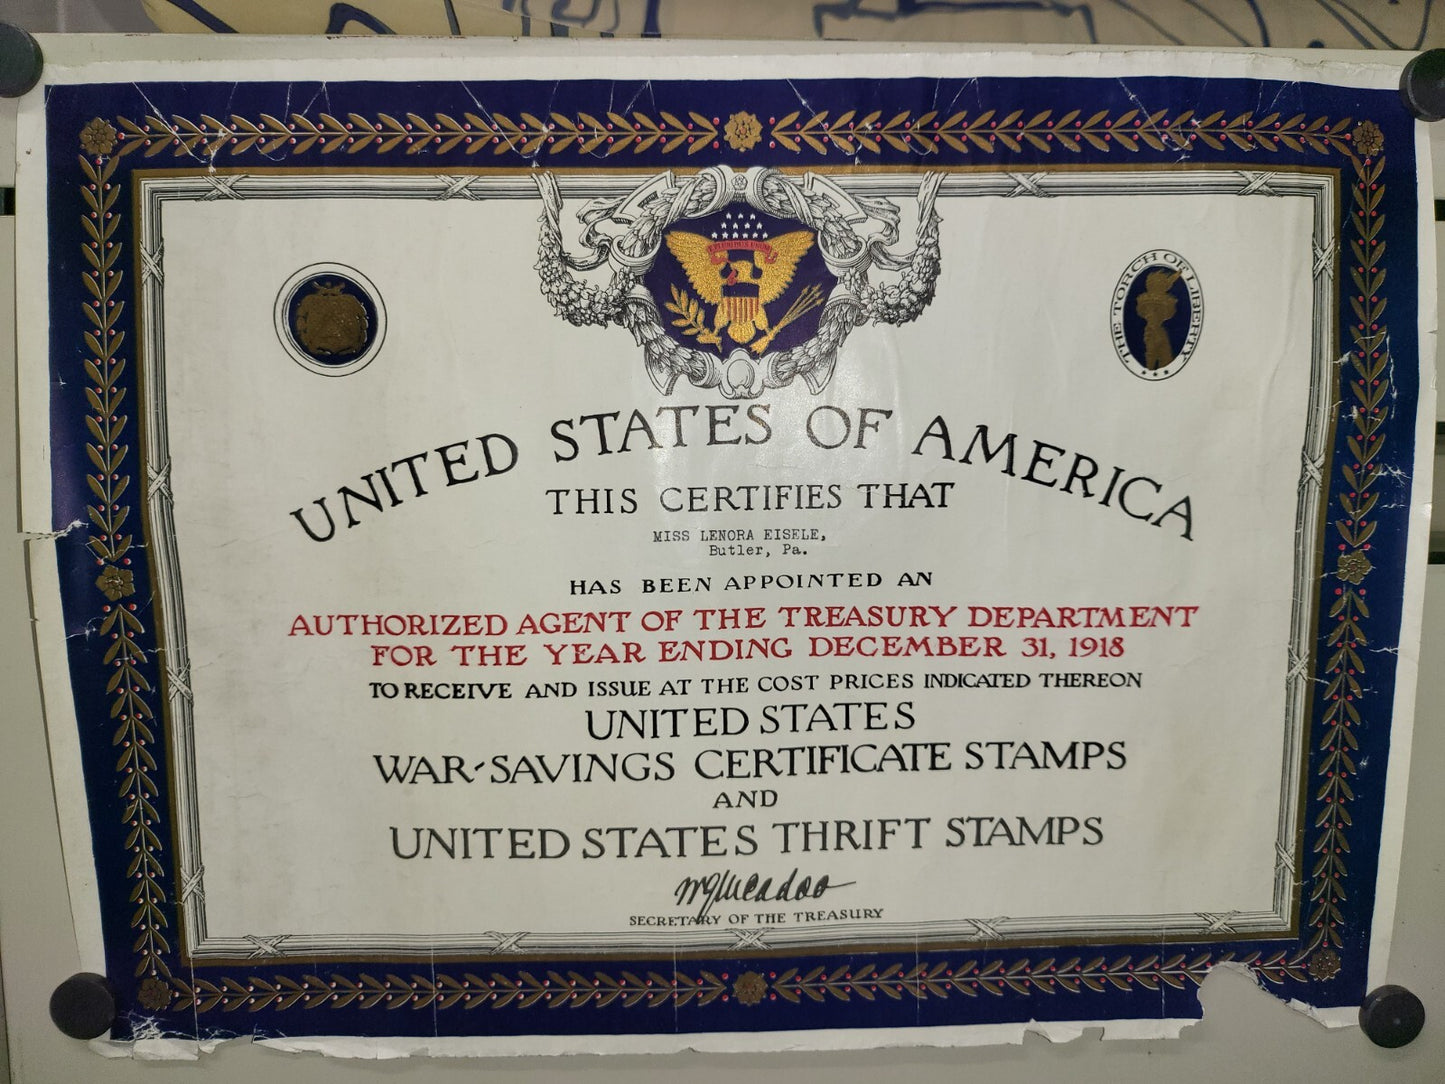 PLURIBUS UNUM
THE TORCH OF LIBERTY
UNITED STATES OF AMERICA
THIS CERTIFIES THAT
MISS LENORA EISELE,
Butler, Pa.
HAS BEEN APPOINTED AN
AUTHORIZED AGENT OF THE TREASURY DEPARTMENT
FOR THE YEAR ENDING DECEMBER 31, 1918
TO RECEIVE AND ISSUE AT THE COST PRICES INDICATED THEREON
UNITED STATES
WAR-SAVINGS CERTIFICATE STAMPS
AND
UNITED STATES THRIFT STAMPS
WGMcAdoo
SECRETARY OF THE TREASURY